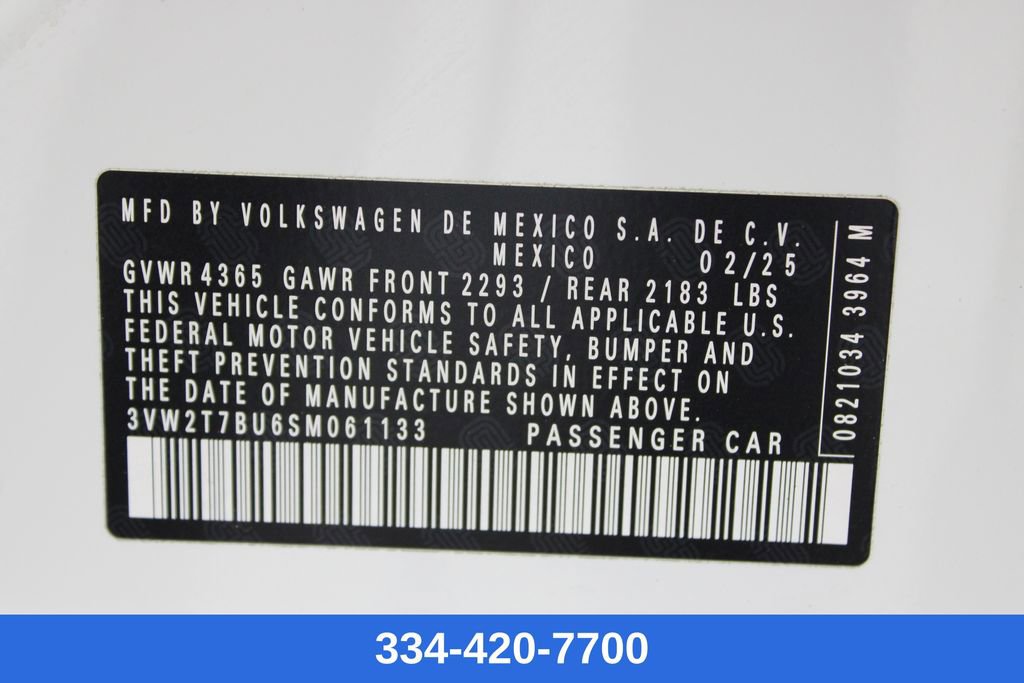 MFD BY VOLKSWAGEN DE MEXICO S.A. DE C.V.
MEXICO 02/25
GVWR 4365 GAWR FRONT 2293 / REAR 2183 LBS
THIS VEHICLE CONFORMS TO ALL APPLICABLE U.S.
FEDERAL MOTOR VEHICLE SAFETY, BUMPER AND
THEFT PREVENTION STANDARDS IN EFFECT ON
THE DATE OF MANUFACTURE SHOWN ABOVE.
3VW2T7BU6SM061133 PASSENGER CAR
0821034 3964 M
334-420-7700